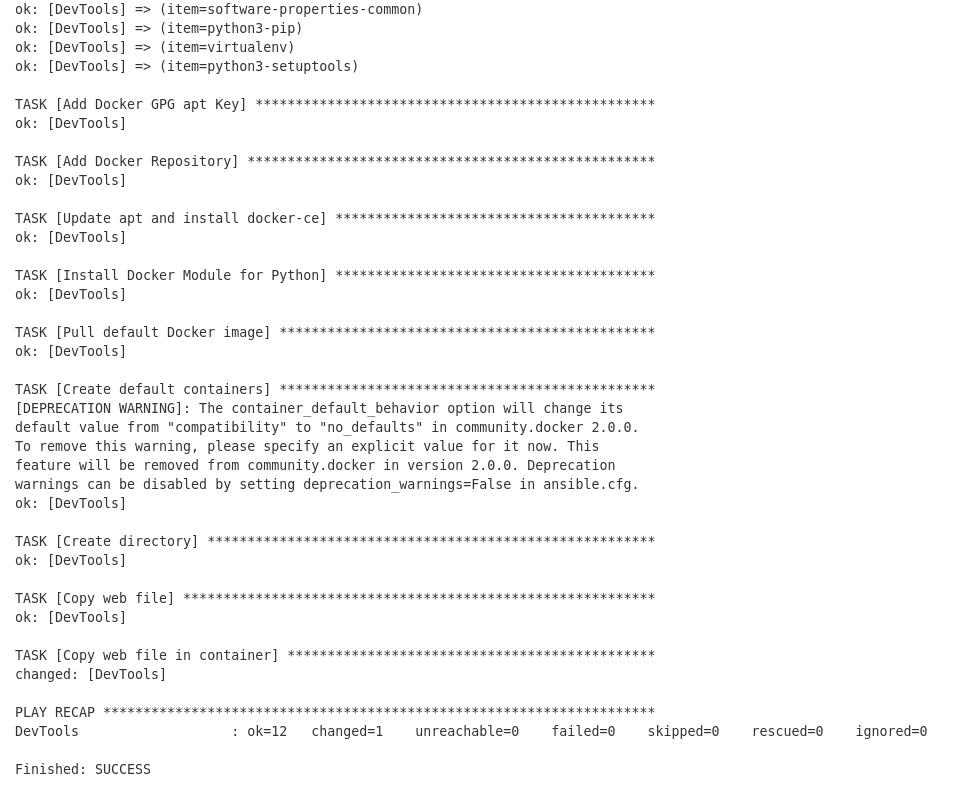 ok: [DevTools] => (item=software-properties-common)
ok: [DevTools] => (item=python3-pip)
ok: [DevTools] => (item=virtualenv)
ok: [DevTools] => (item=python3-setuptools)
TASK [Add Docker GPG apt Key] **************************************************
ok: [DevTools]
TASK [Add Docker Repository] ***************************************************
ok: [DevTools]
TASK [Update apt and install docker-ce] ****************************************
ok: [DevTools]
TASK [Install Docker Module for Python] ****************************************
ok: [DevTools]
TASK [Pull default Docker image] ***********************************************
ok: [DevTools]
TASK [Create default containers] ***********************************************
[DEPRECATION WARNING]: The container_default_behavior option will change its
default value from "compatibility" to "no_defaults" in community.docker 2.0.0.
To remove this warning, please specify an explicit value for it now. This
feature will be removed from community.docker in version 2.0.0. Deprecation
warnings can be disabled by setting deprecation_warnings=False in ansible.cfg.
ok: [DevTools]
TASK [Create directory] ********************************************************
ok: [DevTools]
TASK [Copy web file] ***********************************************************
ok: [DevTools]
TASK [Copy web file in container] **********************************************
changed: [DevTools]
PLAY RECAP *********************************************************************
DevTools                   : ok=12   changed=1    unreachable=0    failed=0    skipped=0    rescued=0    ignored=0
Finished: SUCCESS